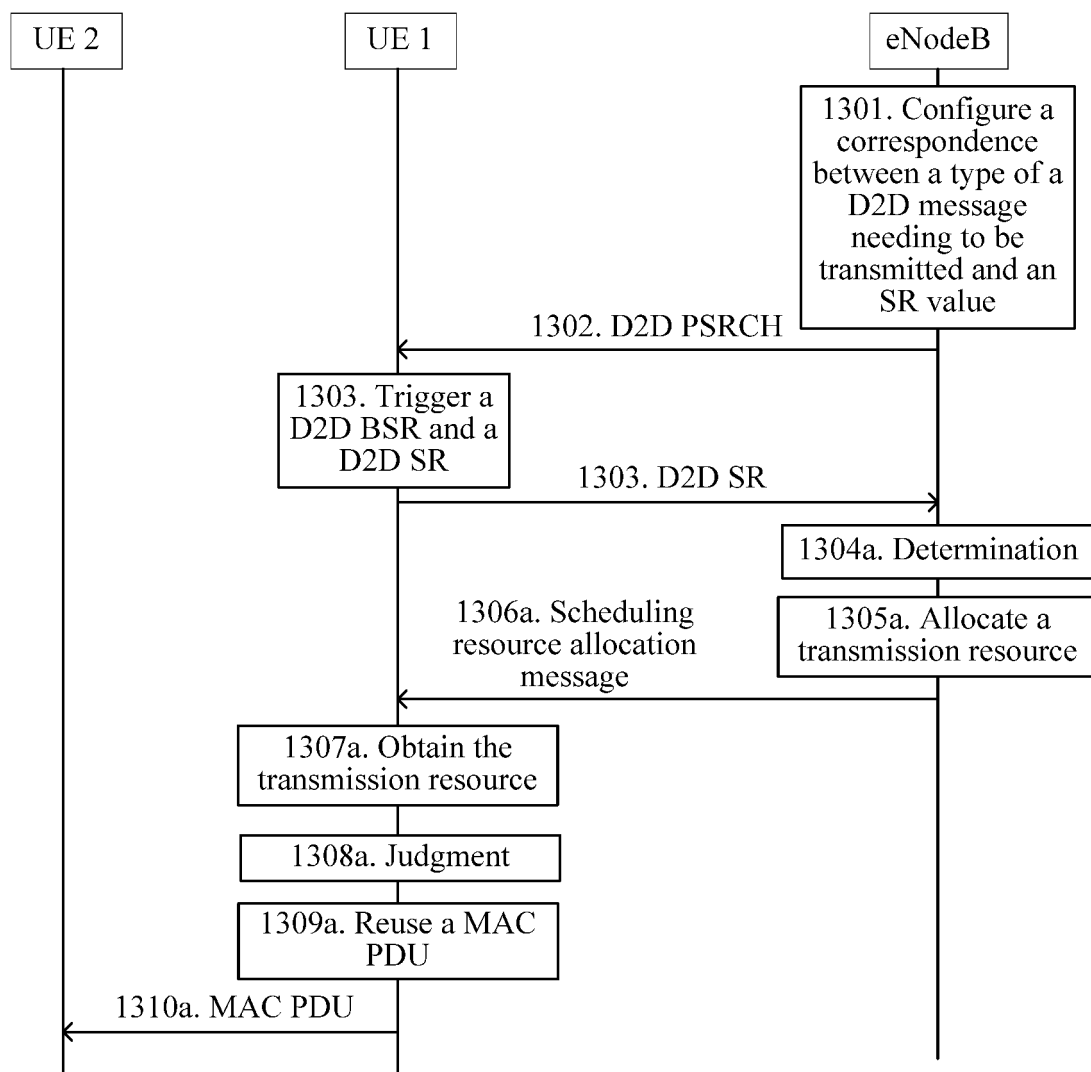 UE 2
UE 1
eNodeB
1301. Configure a
correspondence
between a type of a
D2D message
needing to be
transmitted and an
SR value
1302. D2D PSRCH
1303. Trigger a
D2D BSR and a
D2D SR
1303. D2D SR
1304a. Determination
1305a. Allocate a
transmission resource
1306a. Scheduling
resource allocation
message
1307a. Obtain the
transmission resource
1308a. Judgment
1309a. Reuse a MAC
PDU
1310a. MAC PDU